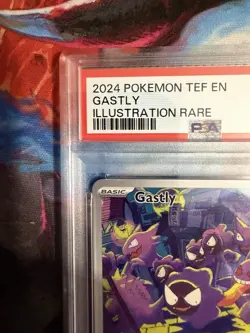 2024 POKEMON TEF EN
GASTLY
ILLUSTRATION RARE
PSA
BASIC
Gastly